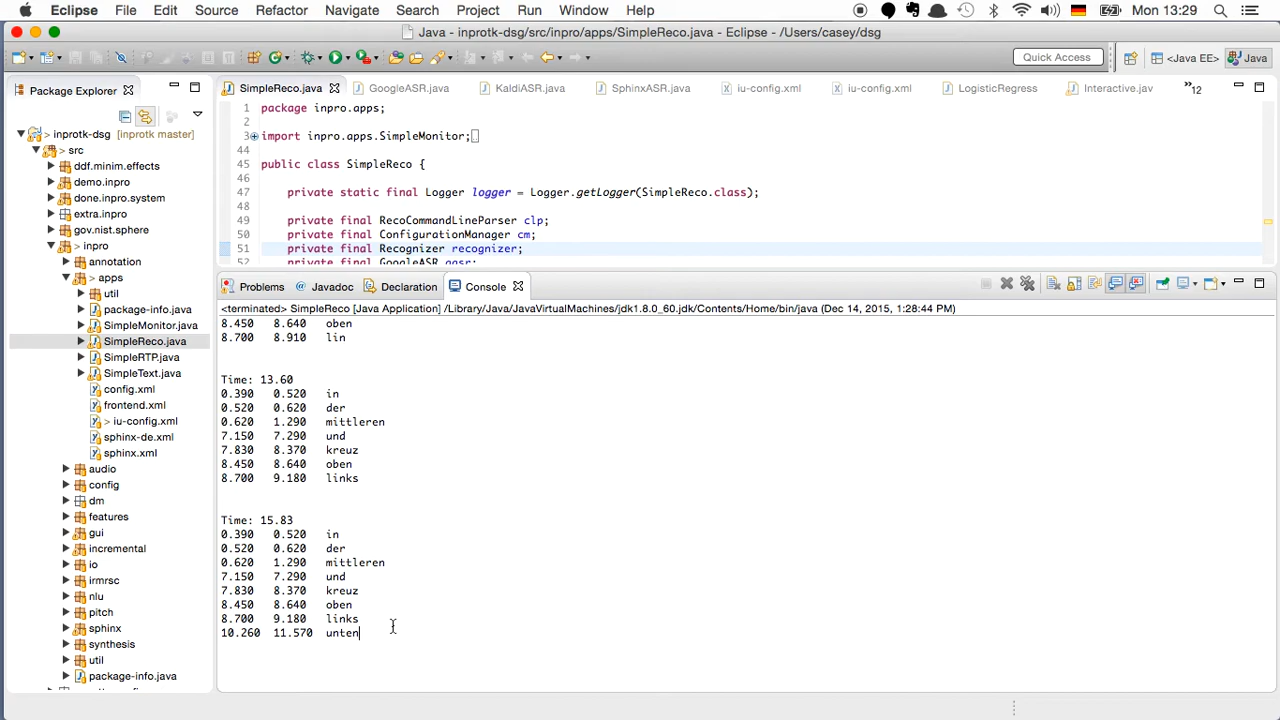 Eclipse File Edit Source Refactor Navigate Search Project Run Window Help Mon 13:29
Java - inprotk-dsg/src/inpro/apps/SimpleReco.java - Eclipse - /Users/casey/dsg
Quick Access Java EE> Java
Package Explorer
> inprotk-dsg [inprotk master]
> src
ddf.minim.effects
demo.inpro
done.inpro.system
extra.inpro
gov.nist.sphere
> inpro
annotation
> apps
util
package-info.java
SimpleMonitor.java
SimpleReco.java
SimpleRTP.java
SimpleText.java
config.xml
frontend.xml
> iu-config.xml
sphinx-de.xml
sphinx.xml
audio
config
dm
features
gui
incremental
io
irmrsc
nlu
pitch
sphinx
synthesis
util
package-info.java
SimpleReco.java GoogleASR.java KaldiASR.java SphinxASR.java iu-config.xml iu-config.xml LogisticRegress Interactive.jav »12
1 package inpro.apps;
2
3 import inpro.apps.SimpleMonitor;
44
45 public class SimpleReco {
46
47 private static final Logger logger = Logger.getLogger(SimpleReco.class);
48
49 private final RecoCommandLineParser clp;
50 private final ConfigurationManager cm;
51 private final Recognizer recognizer;
52 private final GoogleASR gasr;
Problems Javadoc Declaration Console
<terminated> SimpleReco [Java Application] /Library/Java/JavaVirtualMachines/jdk1.8.0_60.jdk/Contents/Home/bin/java (Dec 14, 2015, 1:28:44 PM)
8.450 8.640 oben
8.700 8.910 lin
Time: 13.60
0.390 0.520 in
0.520 0.620 der
0.620 1.290 mittleren
7.150 7.290 und
7.830 8.370 kreuz
8.450 8.640 oben
8.700 9.180 links
Time: 15.83
0.390 0.520 in
0.520 0.620 der
0.620 1.290 mittleren
7.150 7.290 und
7.830 8.370 kreuz
8.450 8.640 oben
8.700 9.180 links
10.260 11.570 unten